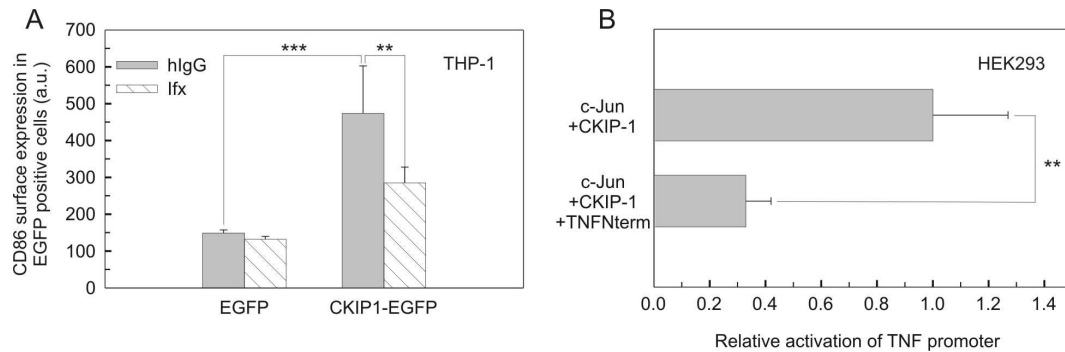 A
CD86 surface expression in
EGFP positive cells (a.u.)
700
600
500
400
300
200
100
0
***
**
hIgG
Ifx
THP-1
EGFP
CKIP1-EGFP
B
HEK293
c-Jun
+CKIP-1
c-Jun
+CKIP-1
+TNFNterm
**
0.0 0.2 0.4 0.6 0.8 1.0 1.2 1.4
Relative activation of TNF promoter